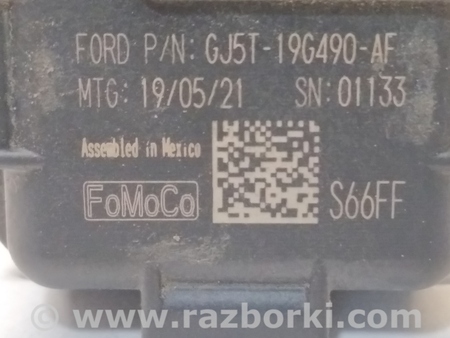 FORD P/N: GJ5T-19G490-AF
MTG: 19/05/21 SN: 01133
Assembled in Mexico
FoMoCo S66FF
www.razborki.com